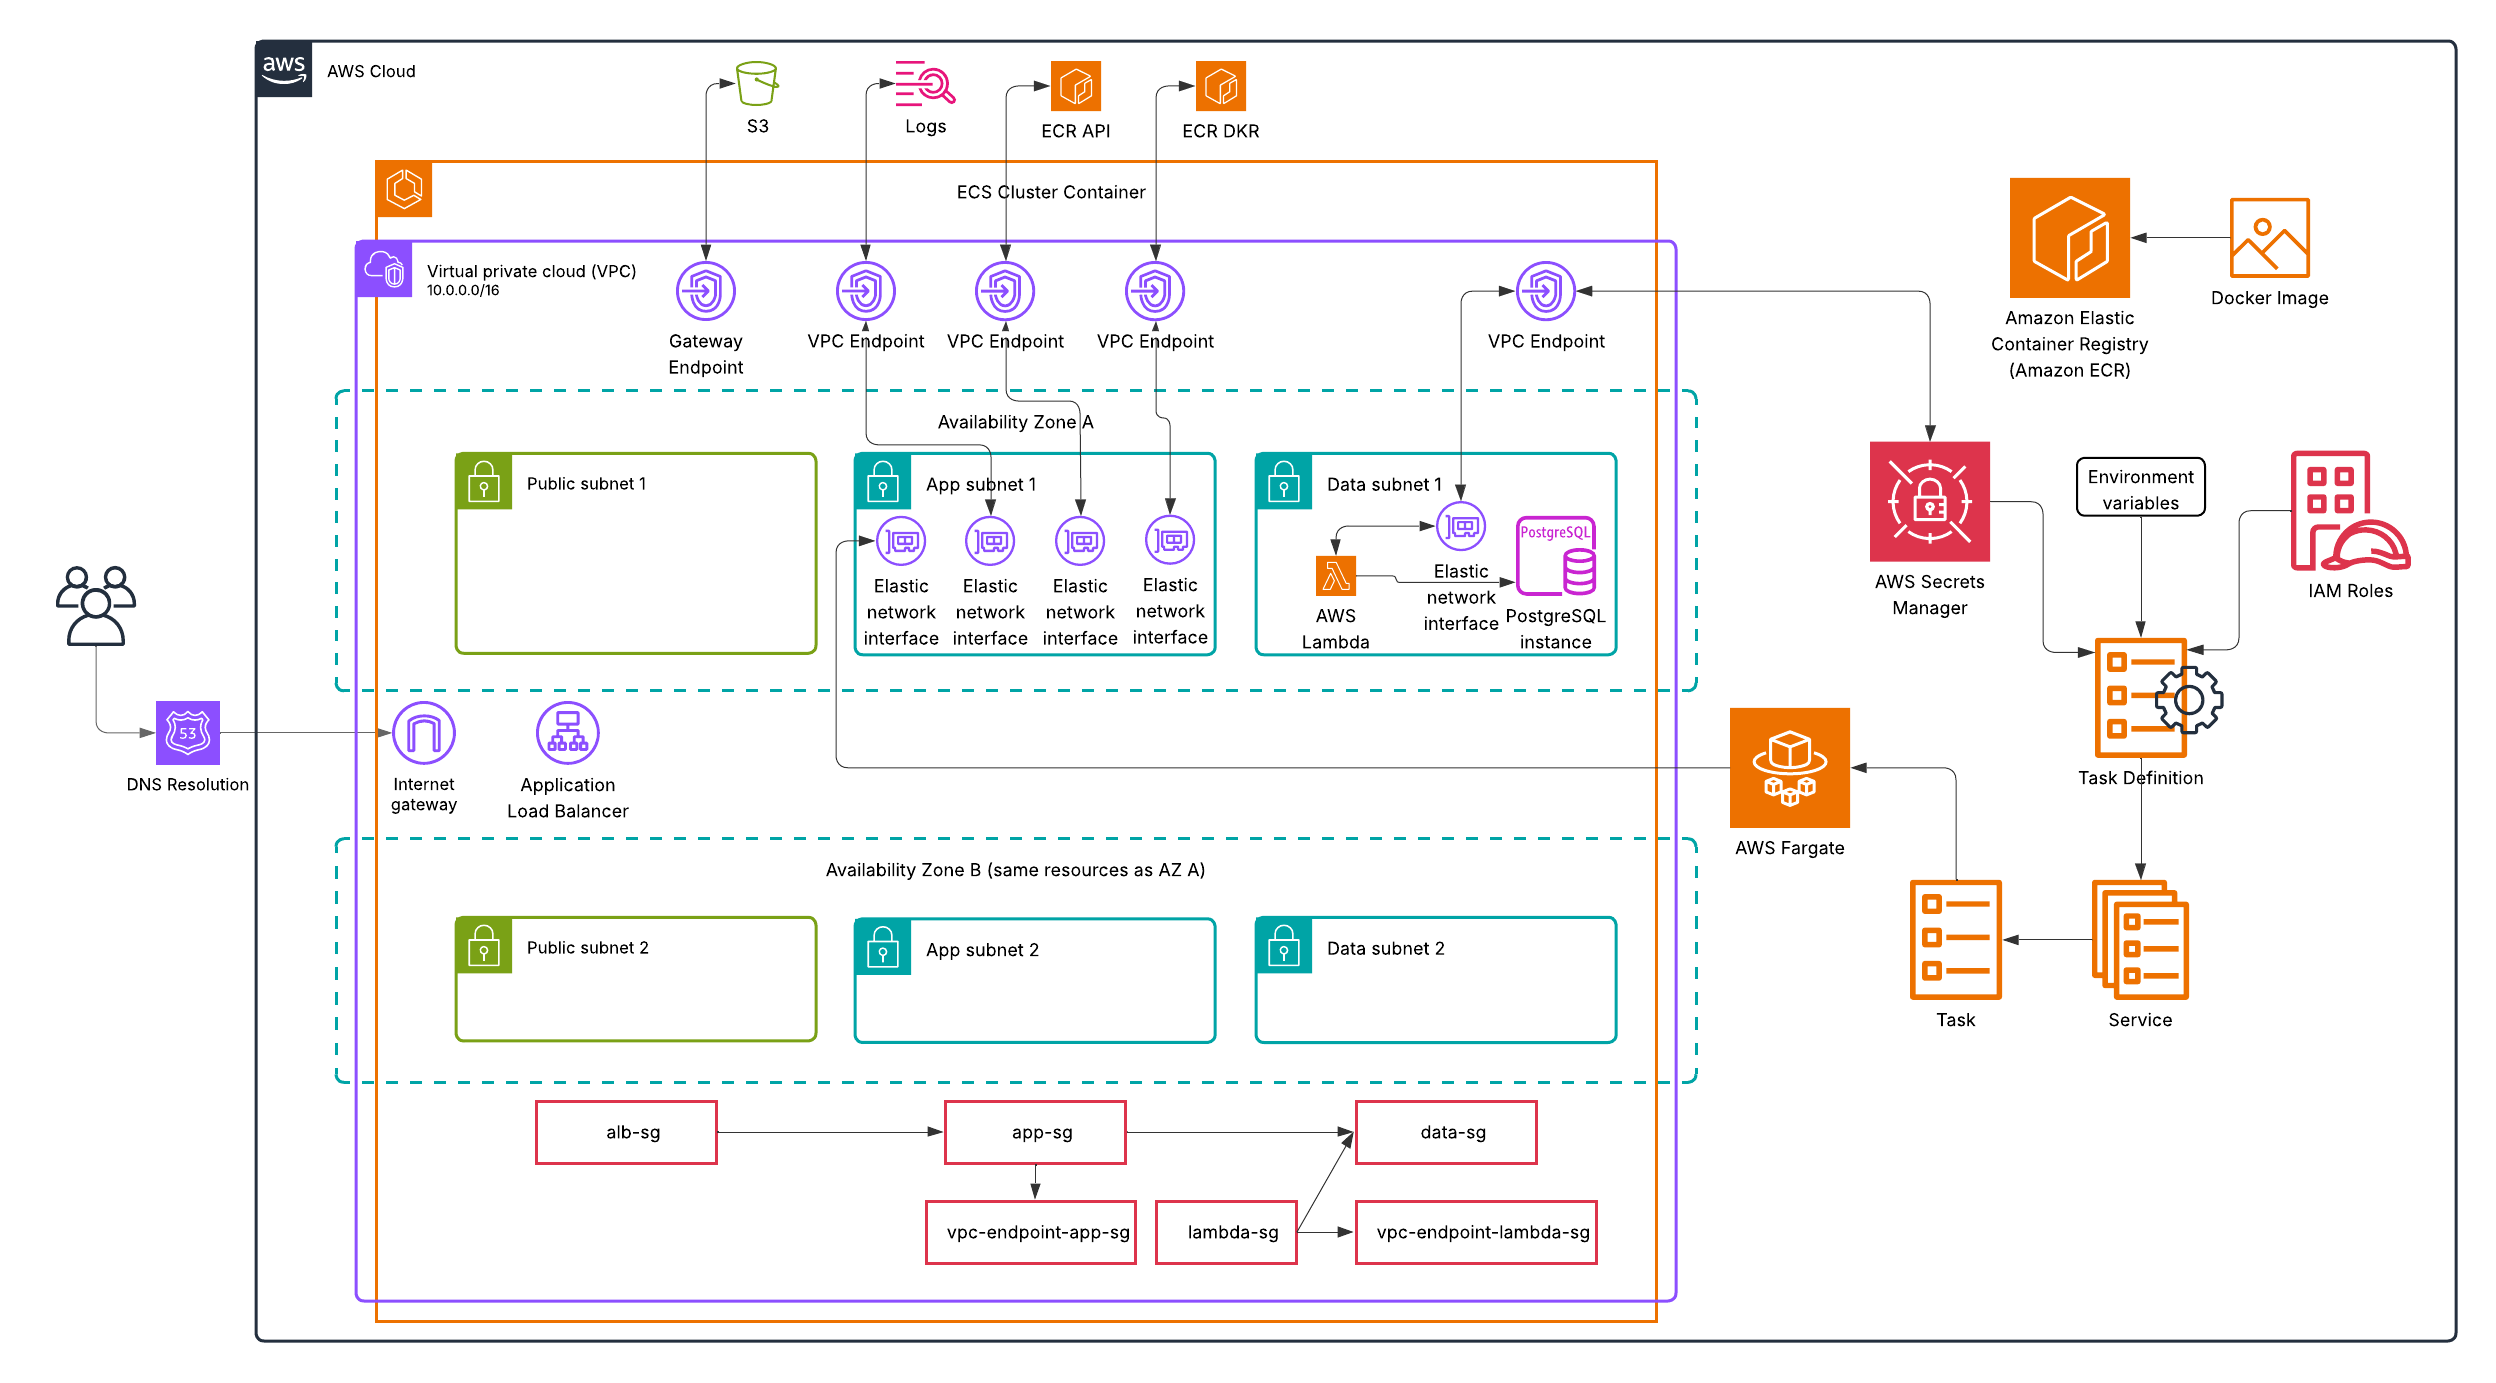 aws
AWS Cloud
S3
Logs
ECR API
ECR DKR
ECS Cluster Container
Virtual private cloud (VPC)
10.0.0.0/16
Gateway
Endpoint
VPC Endpoint
VPC Endpoint
VPC Endpoint
VPC Endpoint
Amazon Elastic
Container Registry
(Amazon ECR)
Docker Image
Availability Zone A
Public subnet 1
App subnet 1
Elastic
network
interface
Elastic
network
interface
Elastic
network
interface
Elastic
network
interface
Data subnet 1
AWS
Lambda
Elastic
network
interface
PostgreSQL
PostgreSQL
instance
AWS Secrets
Manager
Environment
variables
IAM Roles
53
DNS Resolution
Internet
gateway
Application
Load Balancer
AWS Fargate
Task Definition
Availability Zone B (same resources as AZ A)
Public subnet 2
App subnet 2
Data subnet 2
Task
Service
alb-sg
app-sg
data-sg
vpc-endpoint-app-sg
lambda-sg
vpc-endpoint-lambda-sg